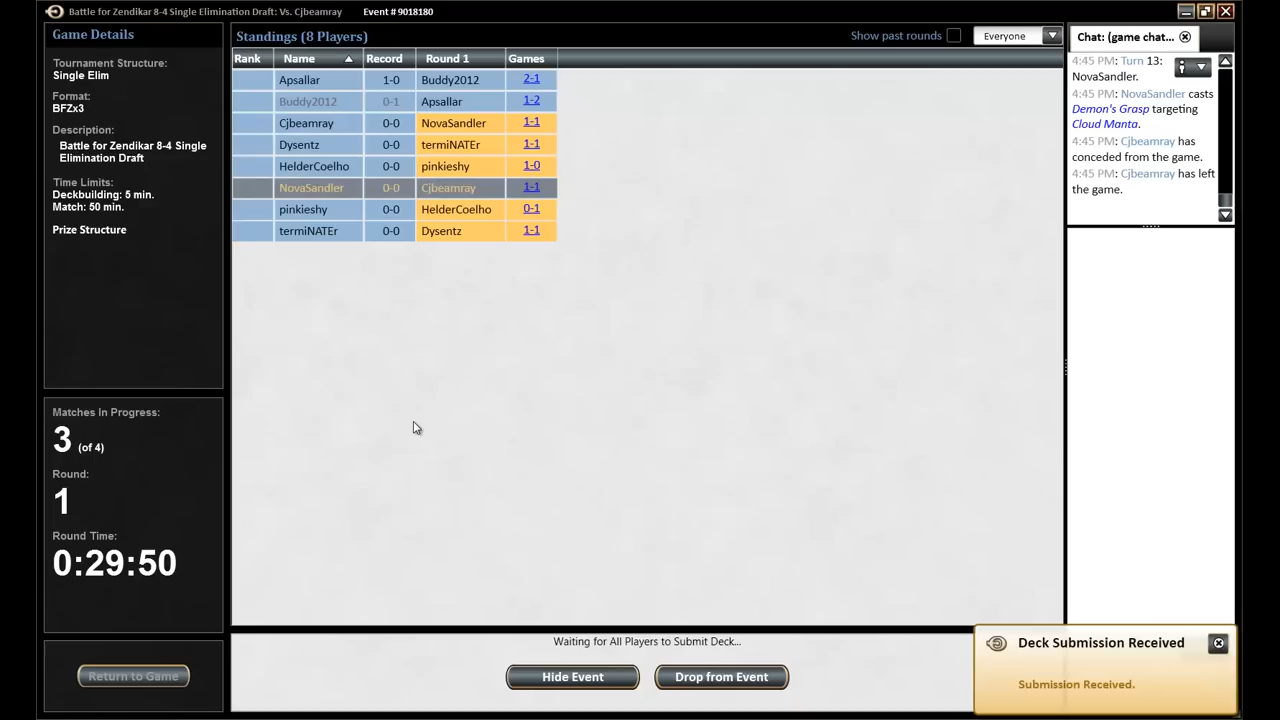 Battle for Zendikar 8-4 Single Elimination Draft: Vs. Cjbeamray Event # 9018180
Game Details
Tournament Structure:
Single Elim
Format:
BFZx3
Description:
Battle for Zendikar 8-4 Single
Elimination Draft
Time Limits:
Deckbuilding: 5 min.
Match: 50 min.
Prize Structure
Matches In Progress:
3 (of 4)
Round:
1
Round Time:
0:29:50
Return to Game
Standings (8 Players)
Show past rounds
Everyone
Rank Name Record Round 1 Games
Apsallar 1-0 Buddy2012 2-1
Buddy2012 0-1 Apsallar 1-2
Cjbeamray 0-0 NovaSandler 1-1
Dysentz 0-0 termiNATEr 1-1
HelderCoelho 0-0 pinkieshy 1-0
NovaSandler 0-0 Cjbeamray 1-1
pinkieshy 0-0 HelderCoelho 0-1
termiNATEr 0-0 Dysentz 1-1
Waiting for All Players to Submit Deck...
Hide Event
Drop from Event
Chat: (game chat...
4:45 PM: Turn 13:
NovaSandler.
4:45 PM: NovaSandler casts
Demon's Grasp targeting
Cloud Manta.
4:45 PM: Cjbeamray has
conceded from the game.
4:45 PM: Cjbeamray has left
the game.
Deck Submission Received
Submission Received.